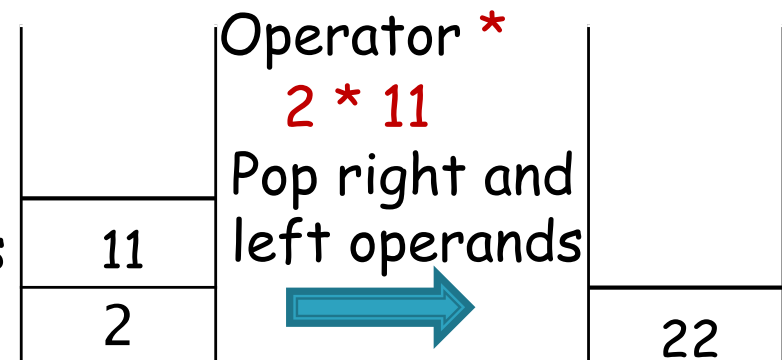 Operator *
2 * 11
Pop right and
left operands
s
11
2
22